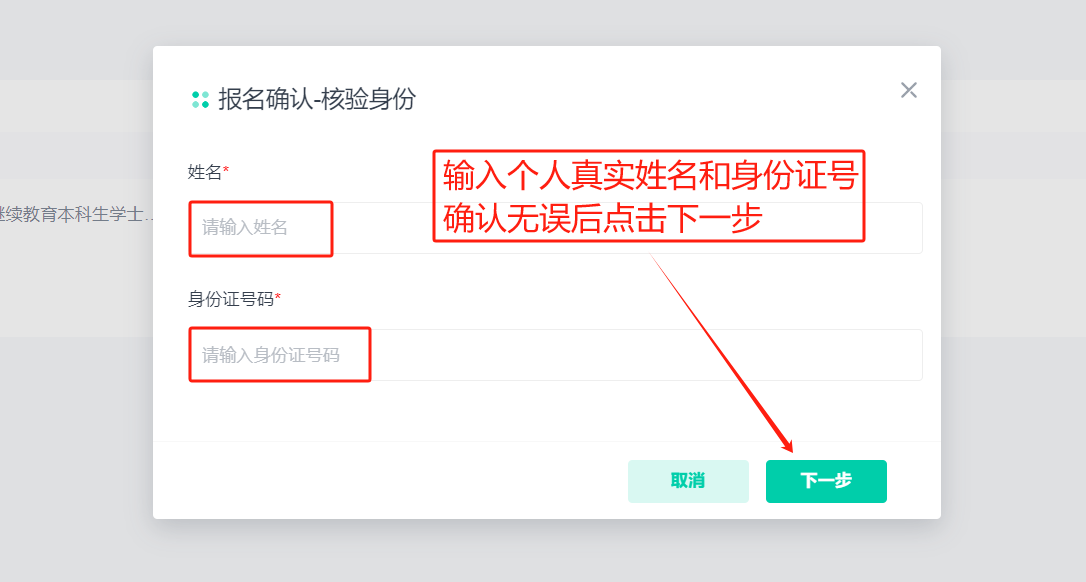 报名确认-核验身份
姓名*
输入个人真实姓名和身份证号
确认无误后点击下一步
继续教育本科生学士...
请输入姓名
身份证号码*
请输入身份证号码
取消
下一步